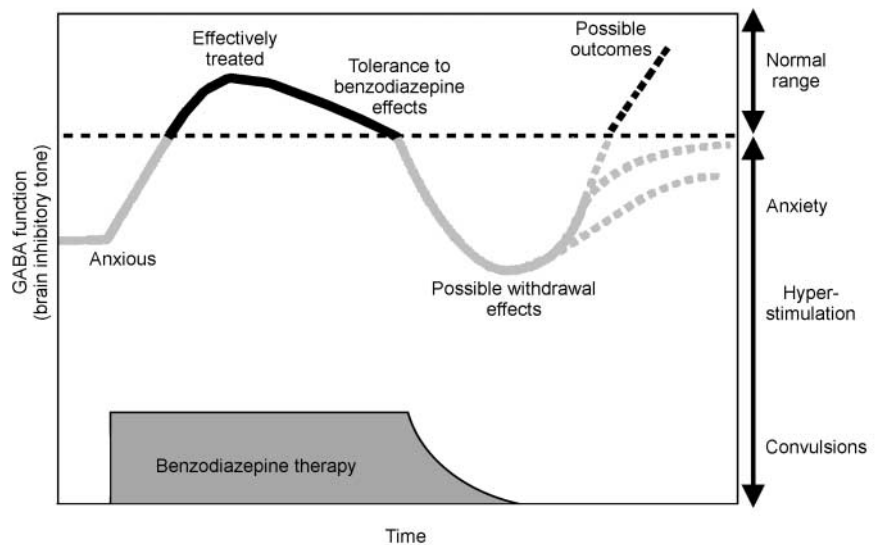 GABA function
(brain inhibitory tone)
Effectively
treated
Tolerance to
benzodiazepine
effects
Possible
outcomes
Anxious
Possible withdrawal
effects
Benzodiazepine therapy
Normal
range
Anxiety
Hyper-
stimulation
Convulsions
Time